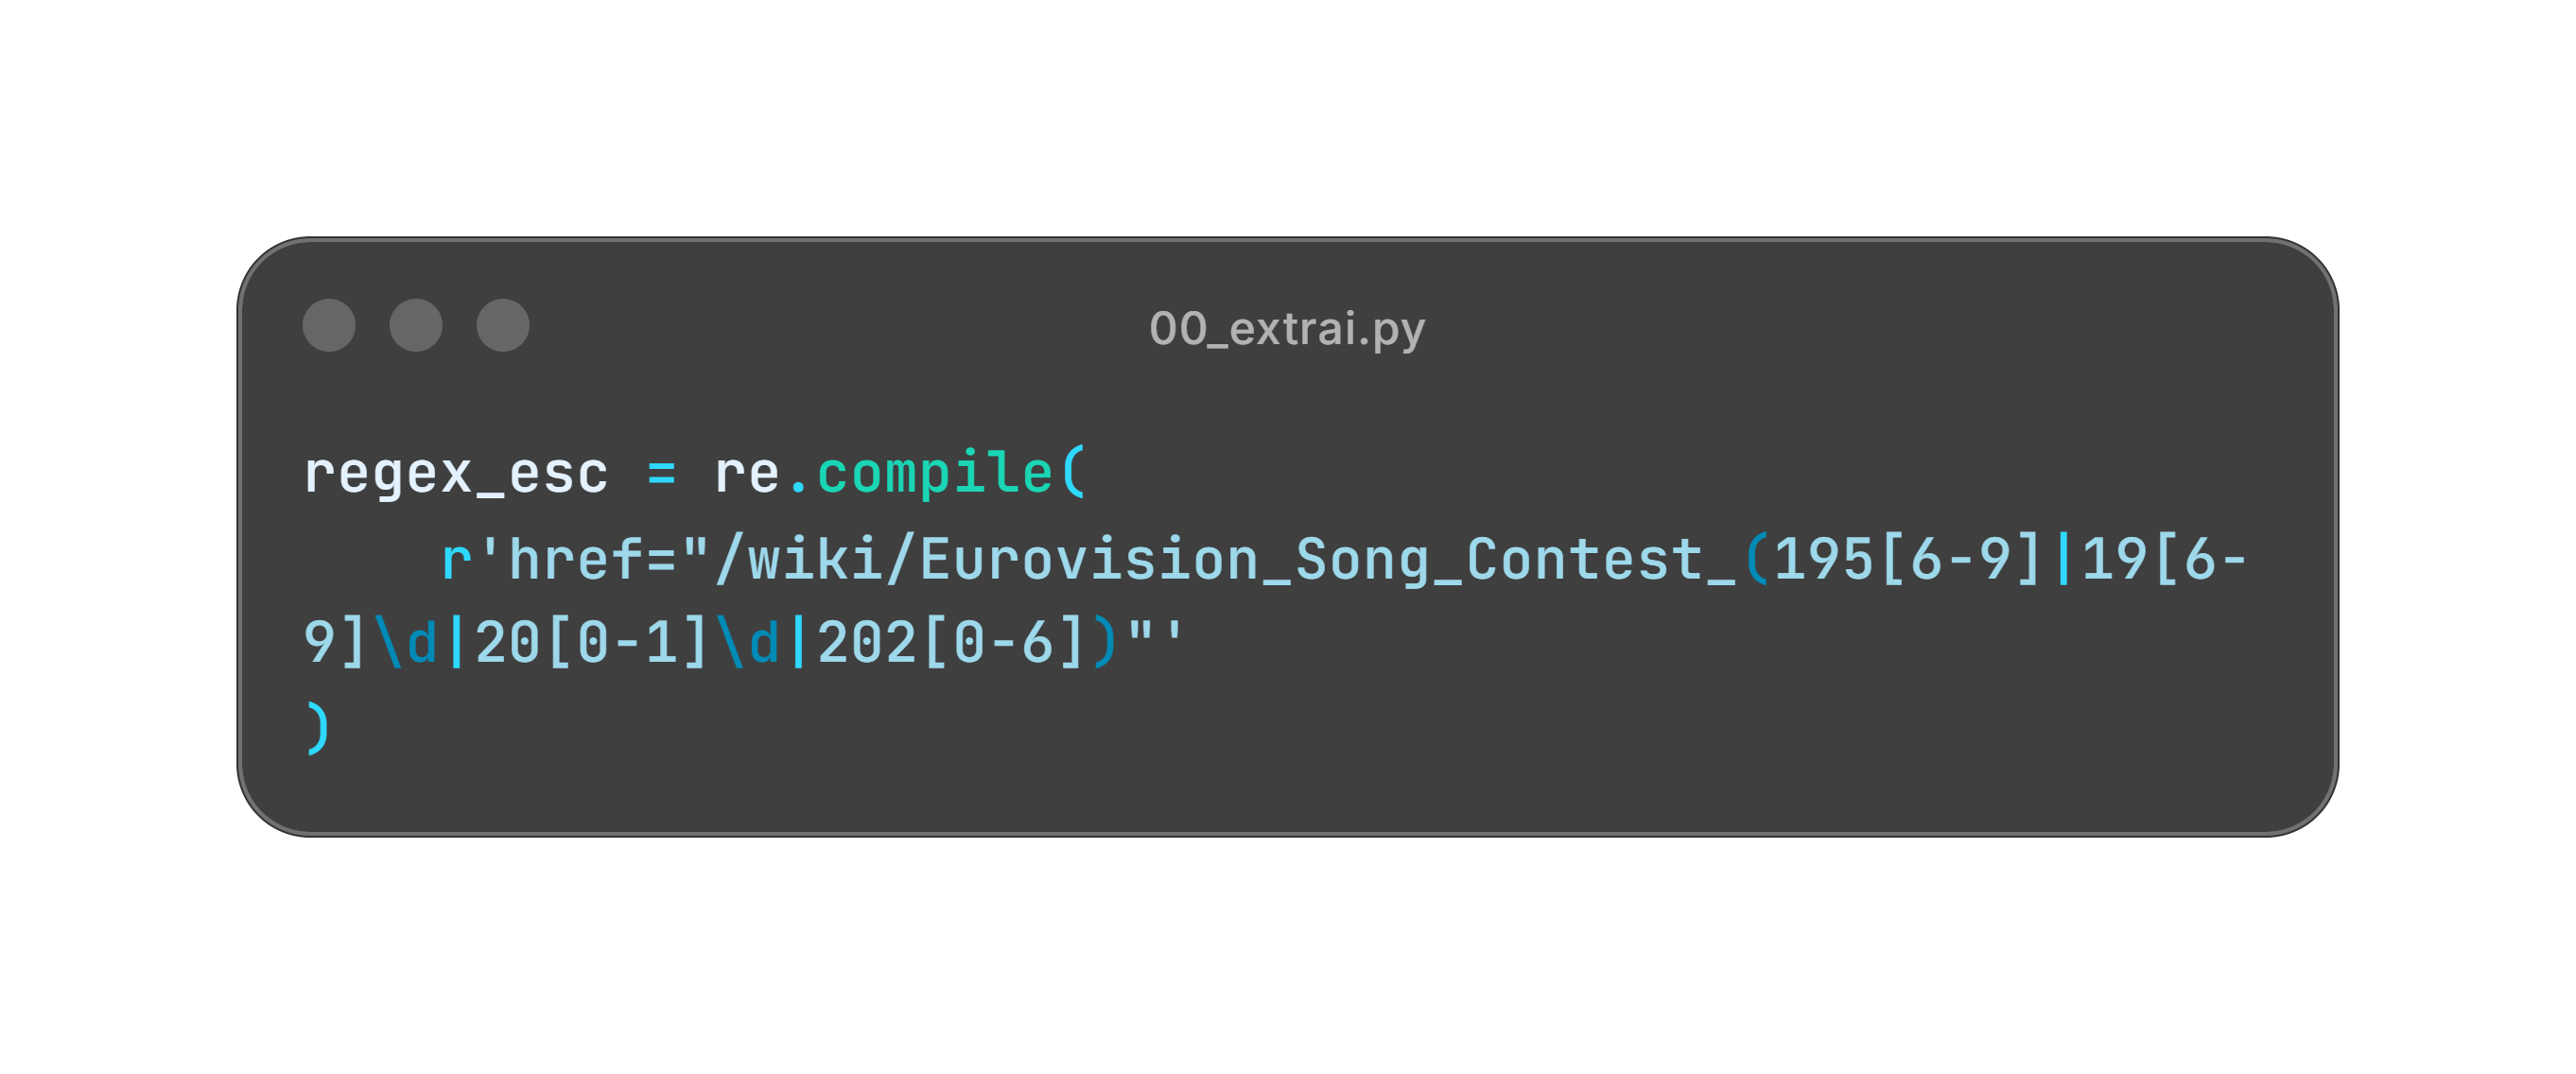 00_extrai.py
regex_esc = re.compile(
    r'href="/wiki/Eurovision_Song_Contest_(195[6-9]|19[6-
9]\d|20[0-1]\d|202[0-6])"'
)